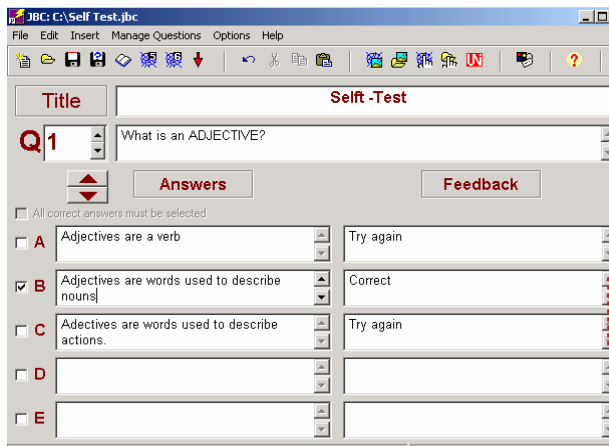 JBC: C:\Self Test.jbc
File Edit Insert Manage Questions Options Help
Title
Selft -Test
Q 1
What is an ADJECTIVE?
Answers
Feedback
All correct answers must be selected
A
Adjectives are a verb
Try again
B
Adjectives are words used to describe
nouns
Correct
C
Adectives are words used to describe
actions.
Try again
D
E